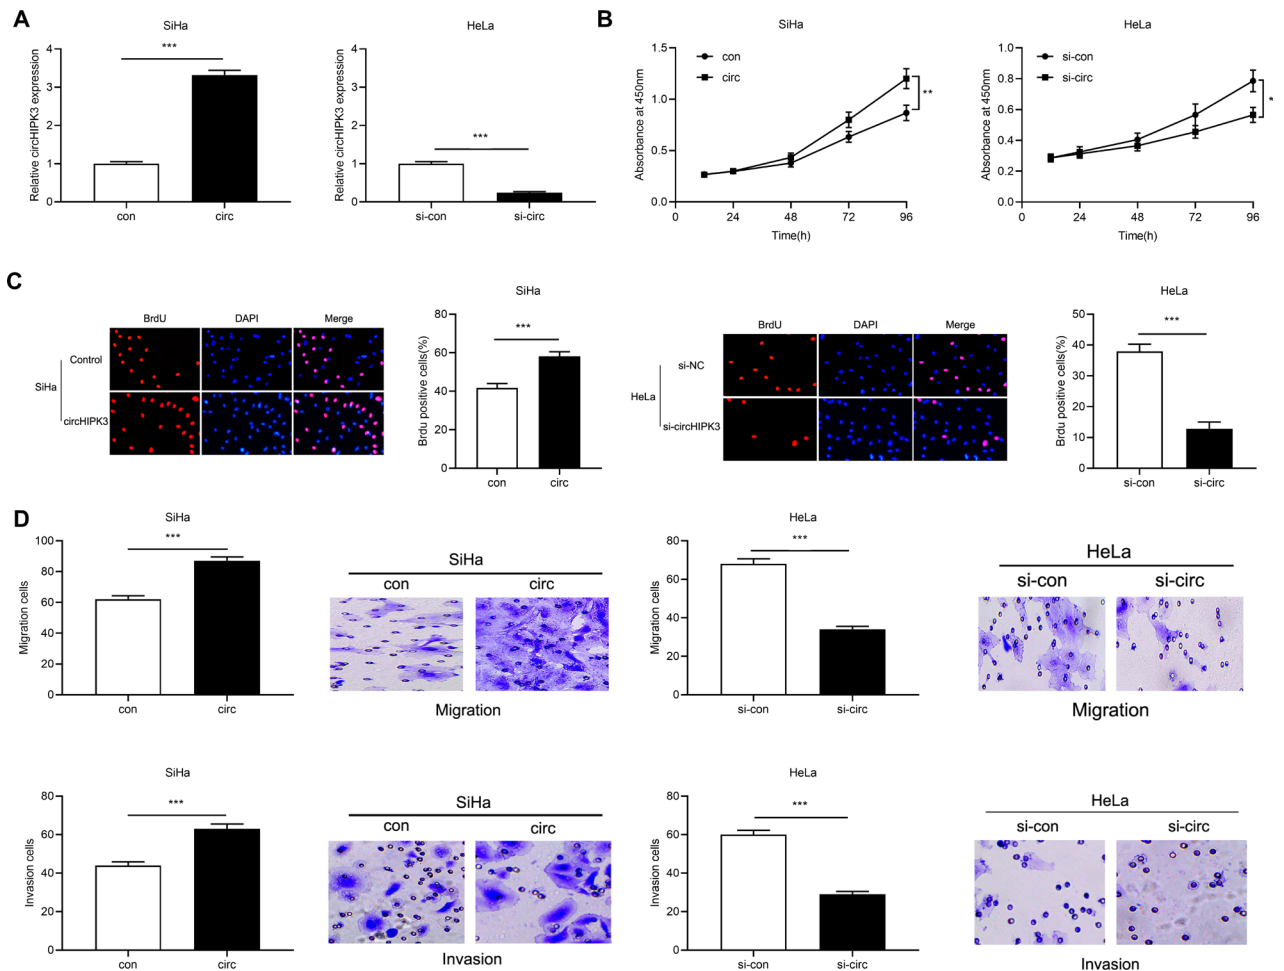 A
SiHa
Relative circHIPK3 expression
4
3
2
1
0
***
con
circ
HeLa
Relative circHIPK3 expression
4
3
2
1
0
***
si-con
si-circ
B
SiHa
Absorbance at 450nm
1.5
1.0
0.5
0.0
con
circ
**
0
24
48
72
96
Time(h)
HeLa
Absorbance at 450nm
1.0
0.8
0.6
0.4
0.2
0.0
si-con
si-circ
*
0
24
48
72
96
Time(h)
C
BrdU
DAPI
Merge
SiHa
Control
circHIPK3
SiHa
Brdu positive cells(%)
80
60
40
20
0
***
con
circ
BrdU
DAPI
Merge
HeLa
si-NC
si-circHIPK3
HeLa
Brdu positive cells(%)
50
40
30
20
10
0
***
si-con
si-circ
D
SiHa
Migration cells
100
80
60
40
20
0
***
con
circ
SiHa
con
circ
Migration
HeLa
Migration cells
80
60
40
20
0
***
si-con
si-circ
HeLa
si-con
si-circ
Migration
SiHa
Invasion cells
80
60
40
20
0
***
con
circ
SiHa
con
circ
Invasion
HeLa
Invasion cells
80
60
40
20
0
***
si-con
si-circ
HeLa
si-con
si-circ
Invasion